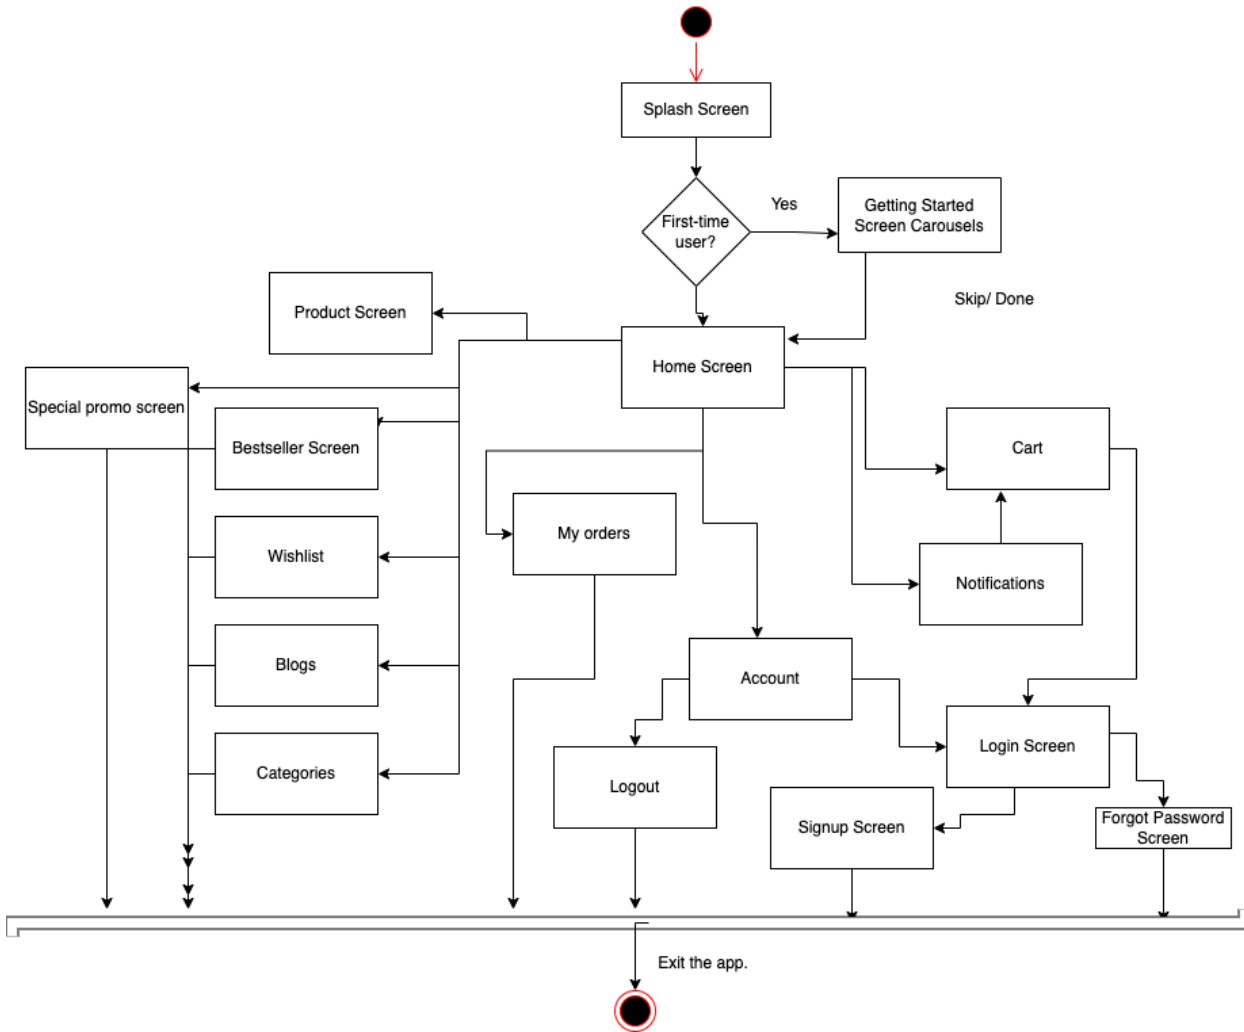 Splash Screen
Yes
First-time
user?
Getting Started
Screen Carousels
Skip/ Done
Product Screen
Home Screen
Special promo screen
Bestseller Screen
Cart
My orders
Wishlist
Notifications
Blogs
Account
Login Screen
Categories
Logout
Signup Screen
Forgot Password
Screen
Exit the app.